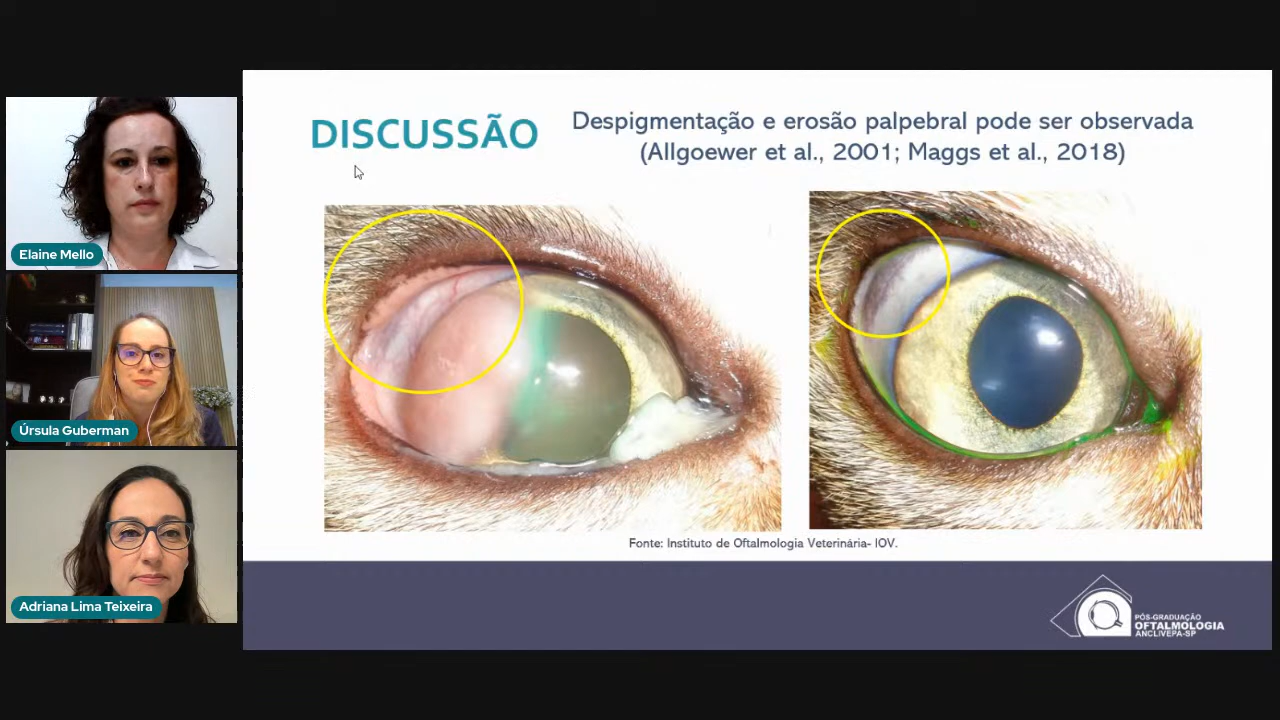 Elaine Mello
Úrsula Guberman
Adriana Lima Teixeira
DISCUSSÃO
Despigmentação e erosão palpebral pode ser observada
(Allgoewer et al., 2001; Maggs et al., 2018)
Fonte: Instituto de Oftalmologia Veterinária- IOV.
PÓS-GRADUAÇÃO
OFTALMOLOGIA
ANCLIVEPA-SP